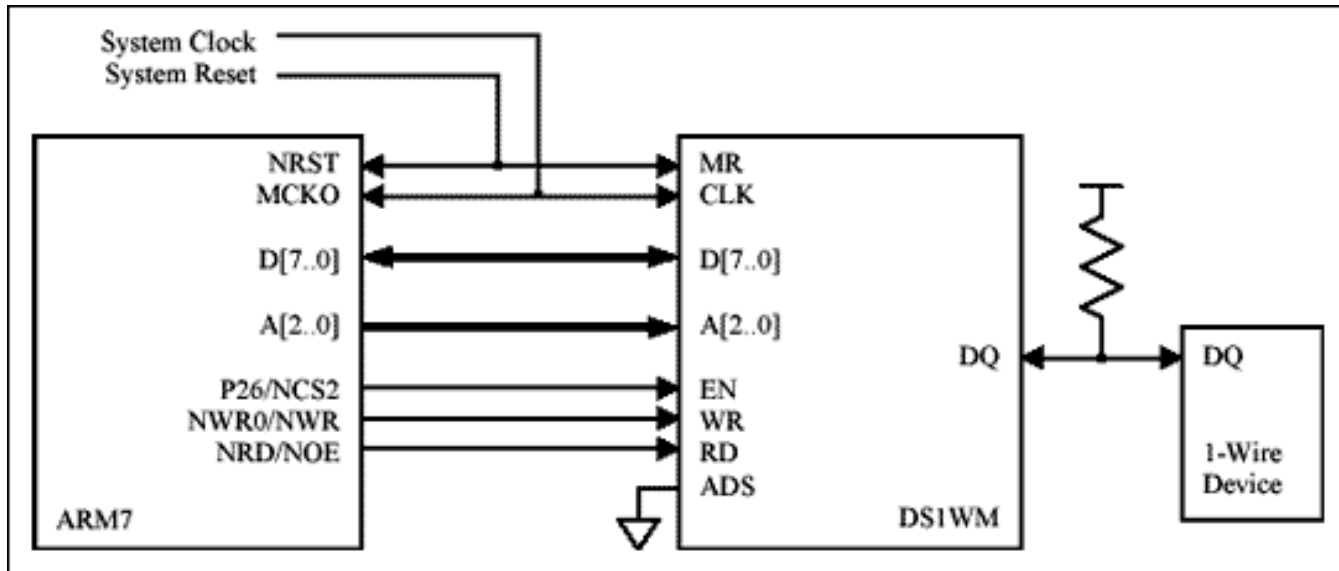 System Clock
System Reset
NRST
MCKO
D[7..0]
A[2..0]
P26/NCS2
NWR0/NWR
NRD/NOE
ARM7
MR
CLK
D[7..0]
A[2..0]
DQ
EN
WR
RD
ADS
DS1WM
DQ
1-Wire
Device